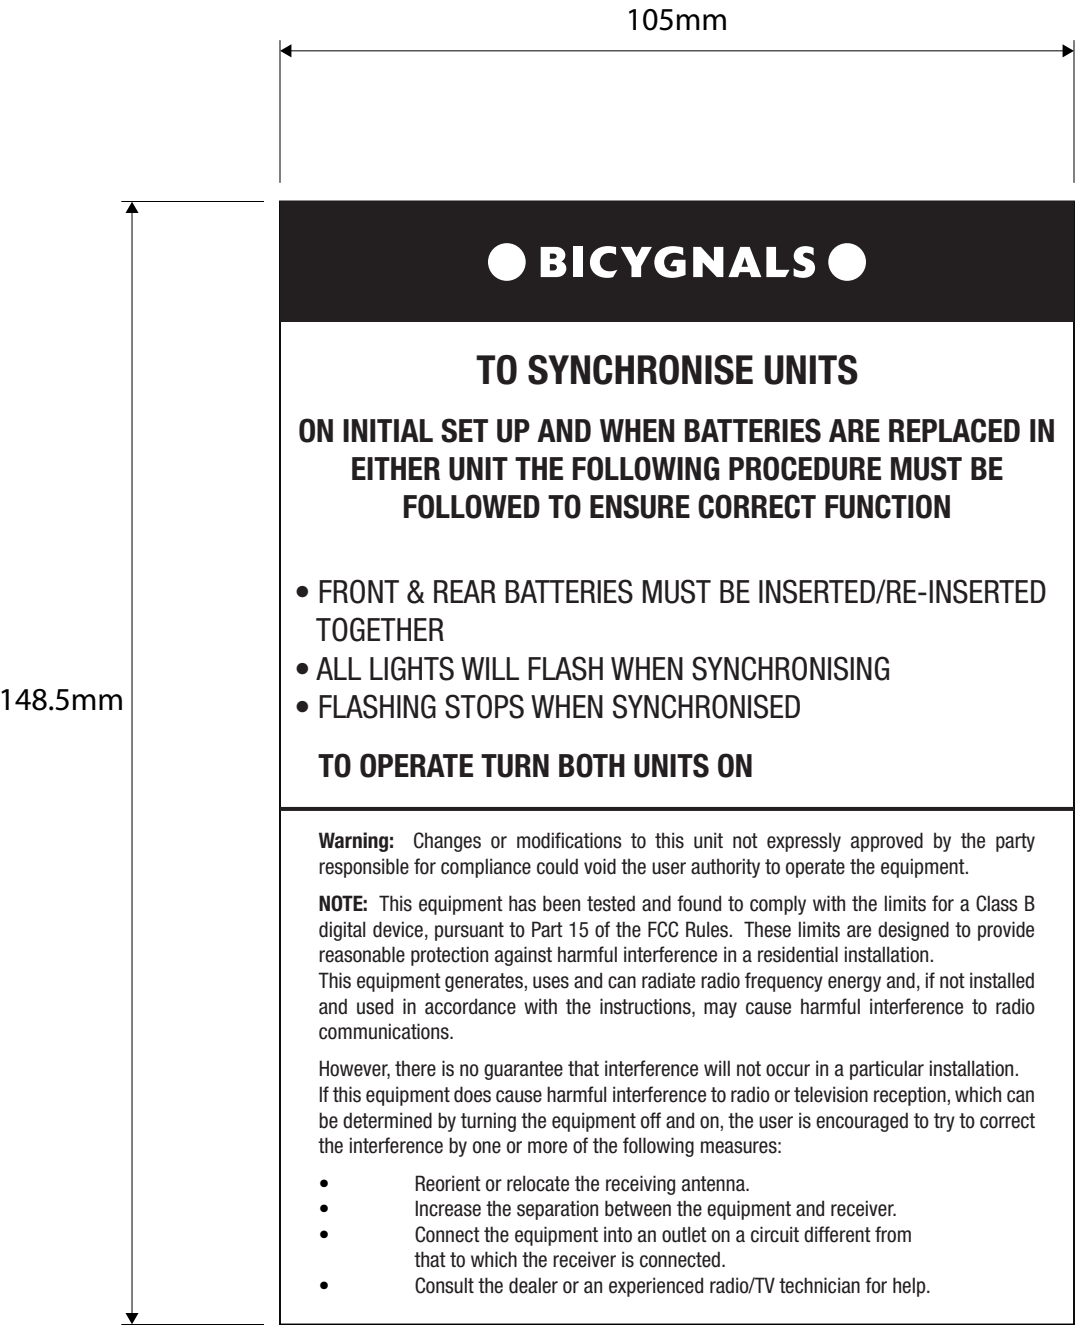 105mm
● BICYGNALS ●
TO SYNCHRONISE UNITS
ON INITIAL SET UP AND WHEN BATTERIES ARE REPLACED IN
EITHER UNIT THE FOLLOWING PROCEDURE MUST BE
FOLLOWED TO ENSURE CORRECT FUNCTION
• FRONT & REAR BATTERIES MUST BE INSERTED/RE-INSERTED
TOGETHER
• ALL LIGHTS WILL FLASH WHEN SYNCHRONISING
148.5mm
• FLASHING STOPS WHEN SYNCHRONISED
TO OPERATE TURN BOTH UNITS ON
Warning: Changes or modifications to this unit not expressly approved by the party
responsible for compliance could void the user authority to operate the equipment.
NOTE: This equipment has been tested and found to comply with the limits for a Class B
digital device, pursuant to Part 15 of the FCC Rules. These limits are designed to provide
reasonable protection against harmful interference in a residential installation.
This equipment generates, uses and can radiate radio frequency energy and, if not installed
and used in accordance with the instructions, may cause harmful interference to radio
communications.
However, there is no guarantee that interference will not occur in a particular installation.
If this equipment does cause harmful interference to radio or television reception, which can
be determined by turning the equipment off and on, the user is encouraged to try to correct
the interference by one or more of the following measures:
• Reorient or relocate the receiving antenna.
• Increase the separation between the equipment and receiver.
• Connect the equipment into an outlet on a circuit different from
that to which the receiver is connected.
• Consult the dealer or an experienced radio/TV technician for help.